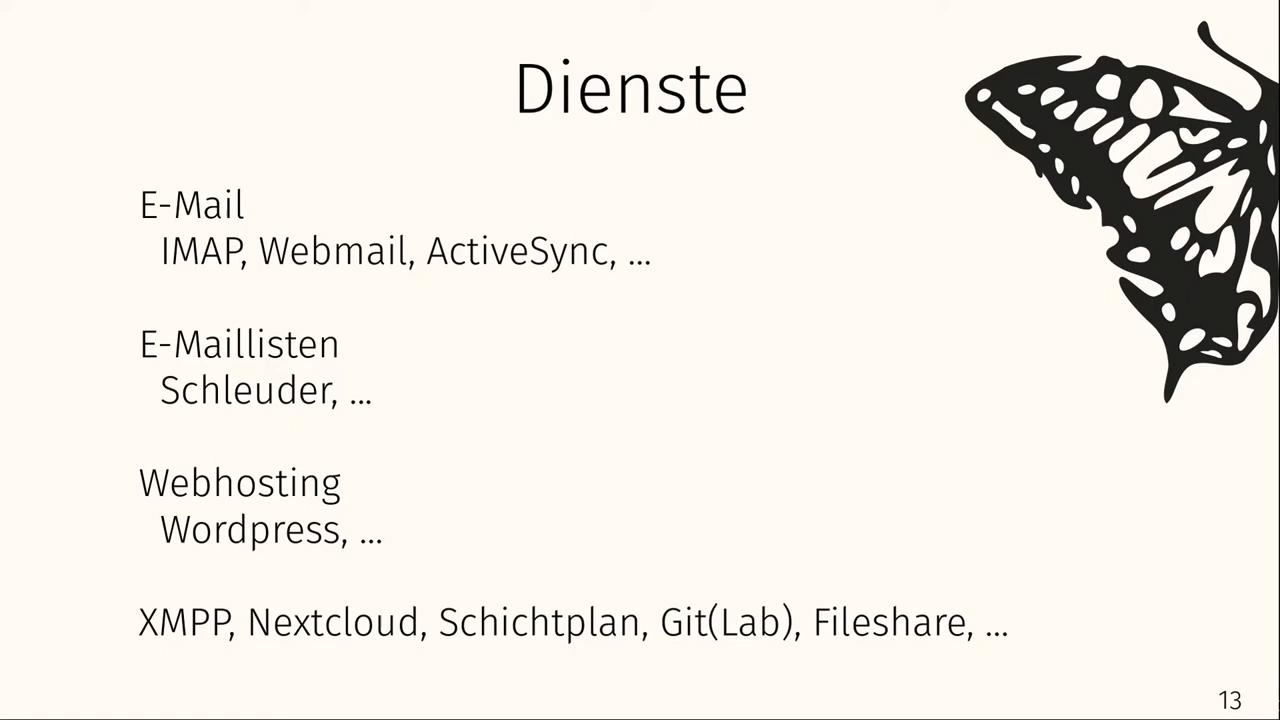 Dienste
E-Mail
IMAP, Webmail, ActiveSync, ...
E-Maillisten
Schleuder, ...
Webhosting
Wordpress, ...
XMPP, Nextcloud, Schichtplan, Git(Lab), Fileshare, ...
13